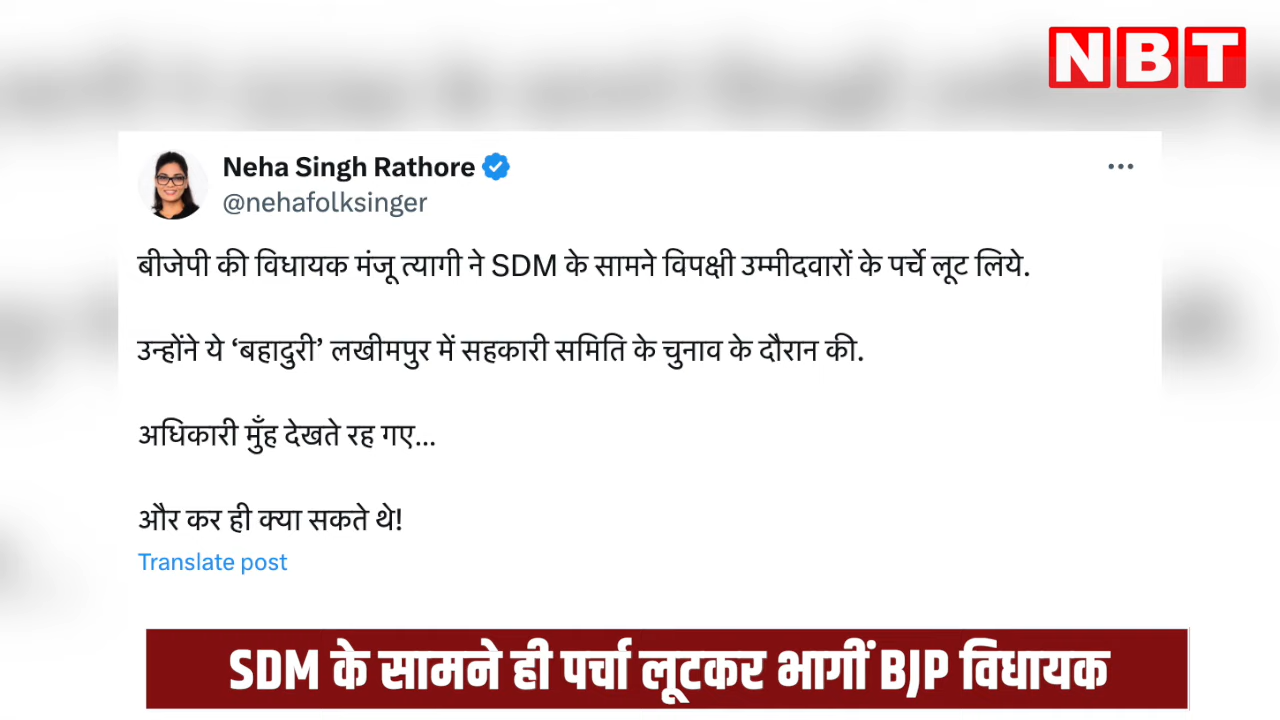 NBT
Neha Singh Rathore
@nehafolksinger
बीजेपी की विधायक मंजू त्यागी ने SDM के सामने विपक्षी उम्मीदवारों के पर्चे लूट लिये.
उन्होंने ये ‘बहादुरी’ लखीमपुर में सहकारी समिति के चुनाव के दौरान की.
अधिकारी मुँह देखते रह गए...
और कर ही क्या सकते थे!
Translate post
SDM के सामने ही पर्चा लूटकर भागीं BJP विधायक